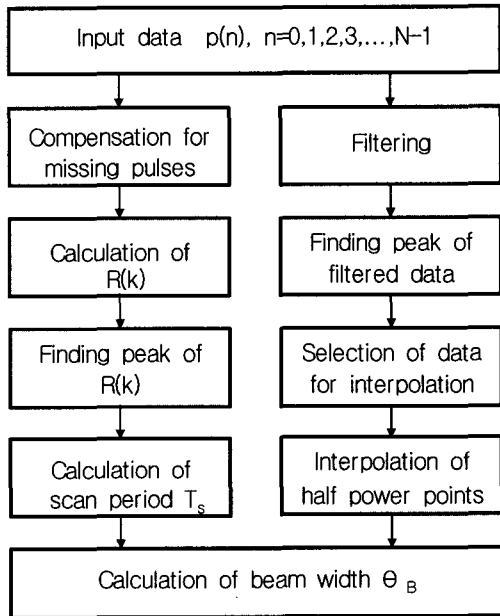 Input data p(n), n=0,1,2,3,...,N-1
Compensation for
missing pulses
Calculation of
R(k)
Finding peak of
R(k)
Calculation of
scan period T_s
Filtering
Finding peak of
filtered data
Selection of data
for interpolation
Interpolation of
half power points
Calculation of beam width Θ_B